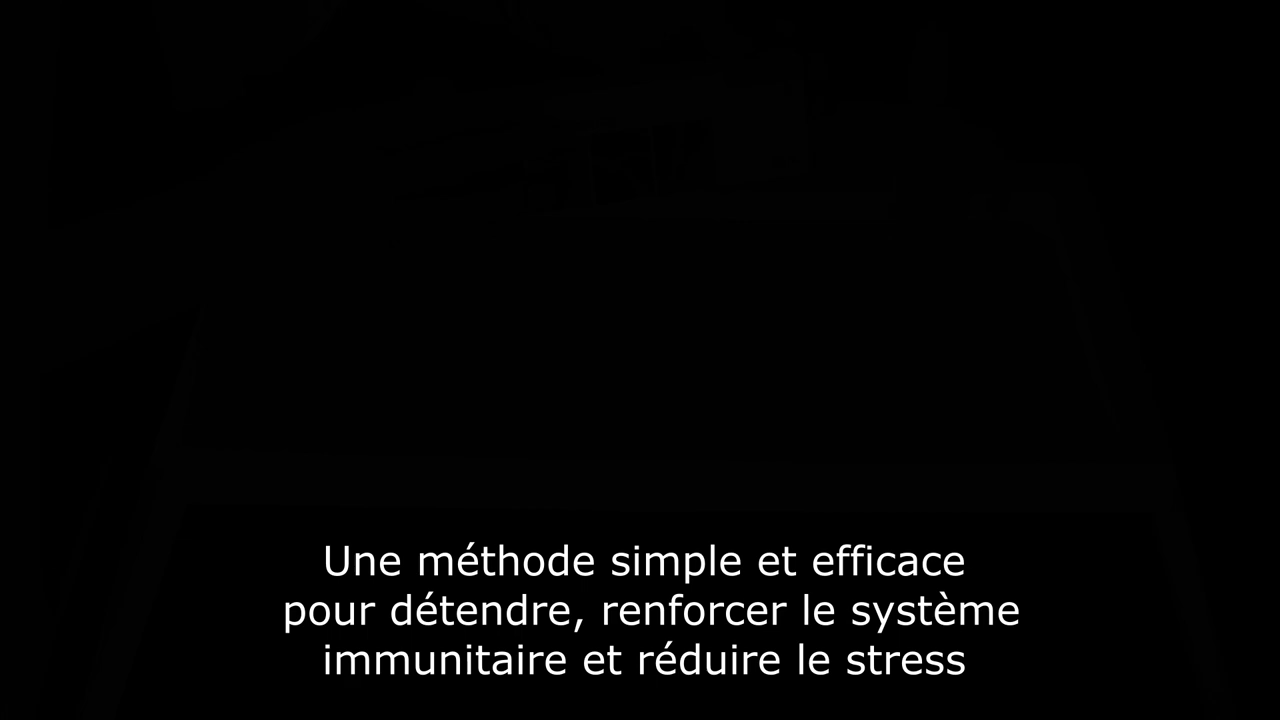 Une méthode simple et efficace
pour détendre, renforcer le système
immunitaire et réduire le stress